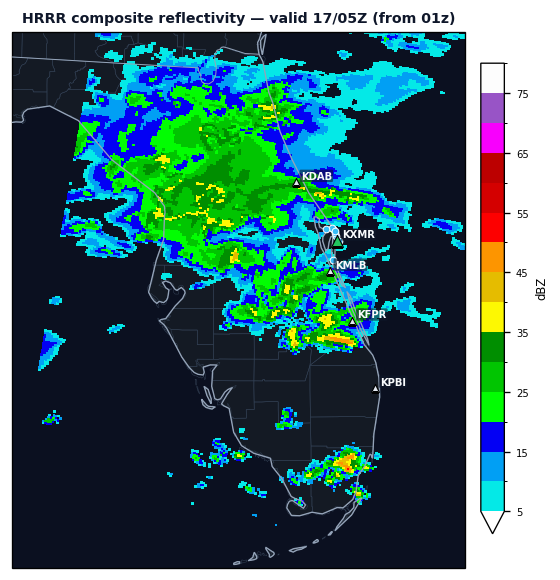 HRRR composite reflectivity — valid 17/05Z (from 01z)
KDAB
KXMR
KMLB
KFPR
KPBI
75
65
55
45
35
25
15
5
dBZ